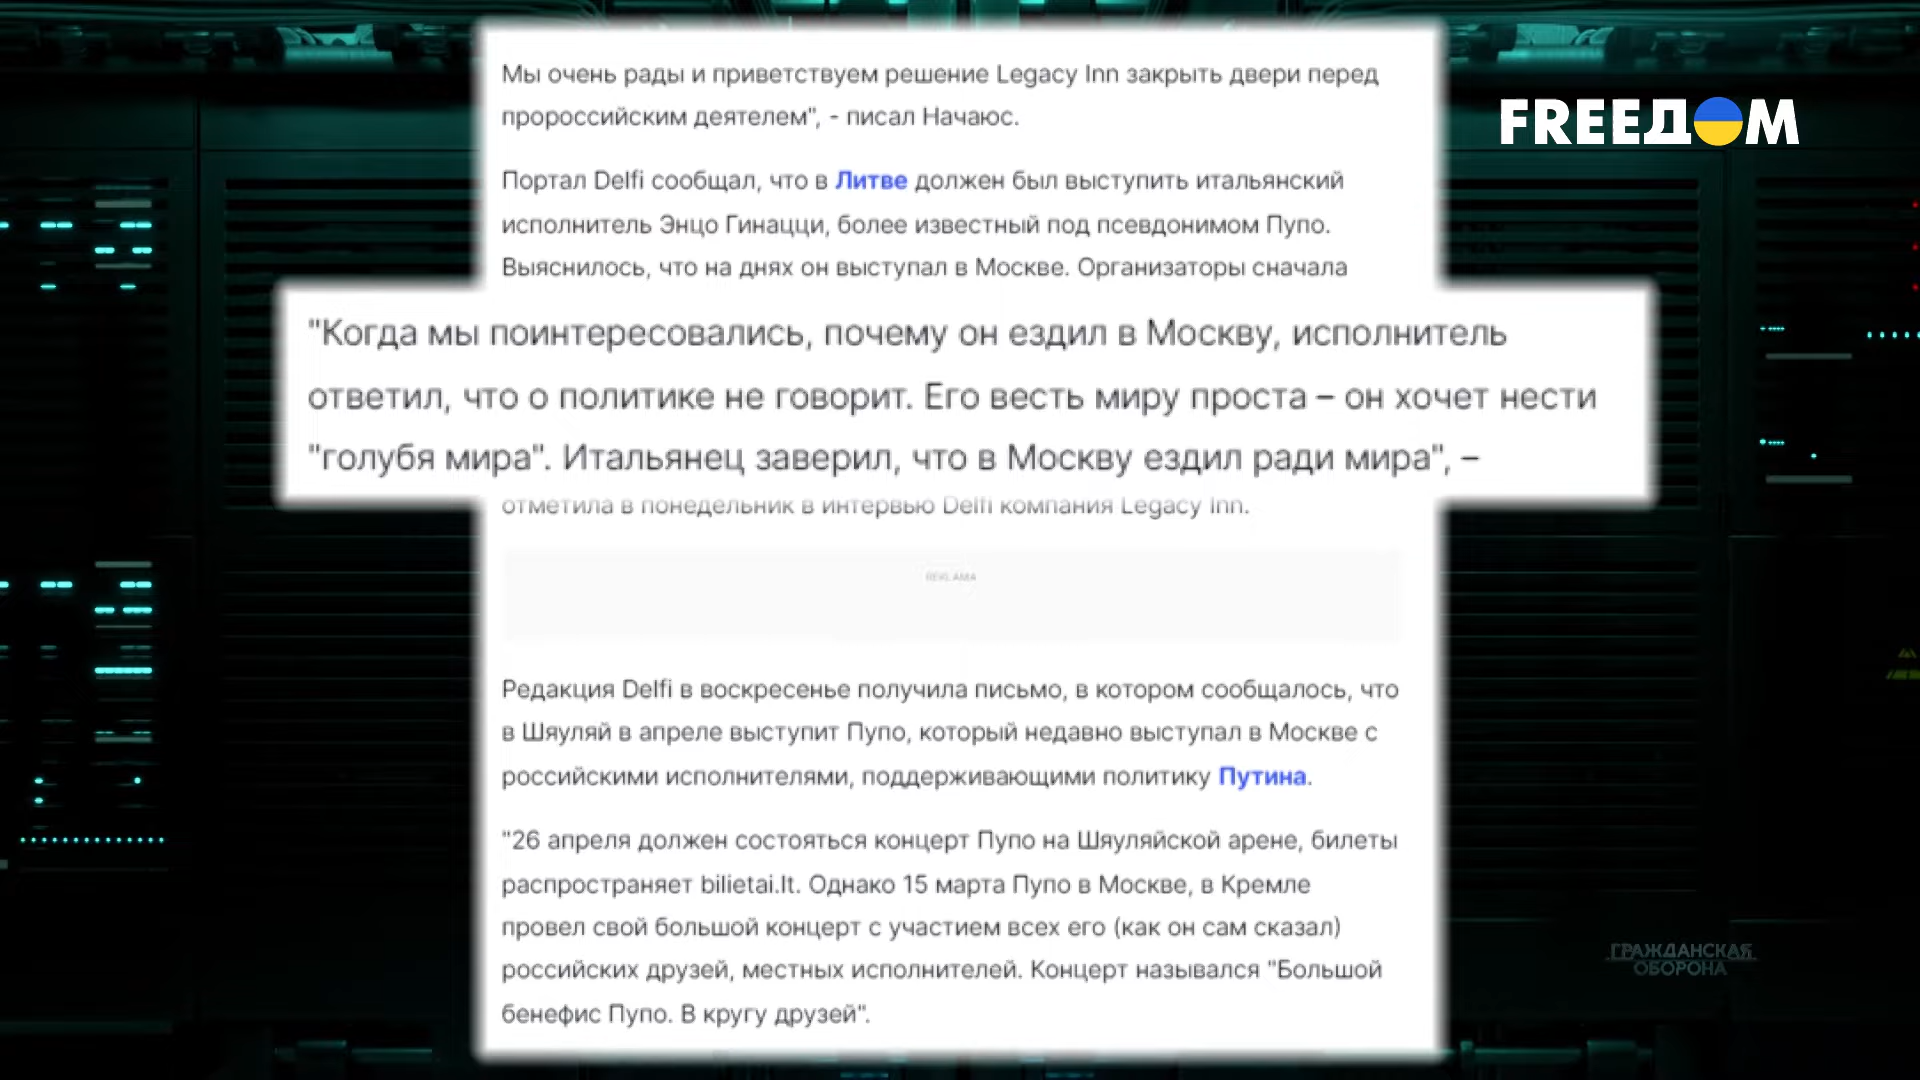 Мы очень рады и приветствуем решение Legacy Inn закрыть двери перед
пророссийским деятелем", - писал Начаюс.
FREEДОМ
Портал Delfi сообщал, что в Литве должен был выступить итальянский
исполнитель Энцо Гинацци, более известный под псевдонимом Пупо.
Выяснилось, что на днях он выступал в Москве. Организаторы сначала
"Когда мы поинтересовались, почему он ездил в Москву, исполнитель
ответил, что о политике не говорит. Его весть миру проста – он хочет нести
"голубя мира". Итальянец заверил, что в Москву ездил ради мира", –
отметила в понедельник в интервью Delfi компания Legacy Inn.
REKLAMA
Редакция Delfi в воскресенье получила письмо, в котором сообщалось, что
в Шяуляй в апреле выступит Пупо, который недавно выступал в Москве с
российскими исполнителями, поддерживающими политику Путина.
"26 апреля должен состояться концерт Пупо на Шяуляйской арене, билеты
распространяет bilietai.lt. Однако 15 марта Пупо в Москве, в Кремле
провел свой большой концерт с участием всех его (как он сам сказал)
российских друзей, местных исполнителей. Концерт назывался "Большой
бенефис Пупо. В кругу друзей".
ГРАЖДАНСКАЯ
ОБОРОНА